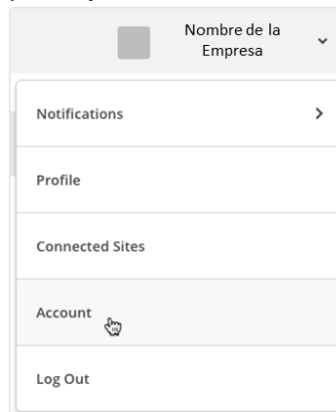 Nombre de la
Empresa
Notifications
Profile
Connected Sites
Account
Log Out